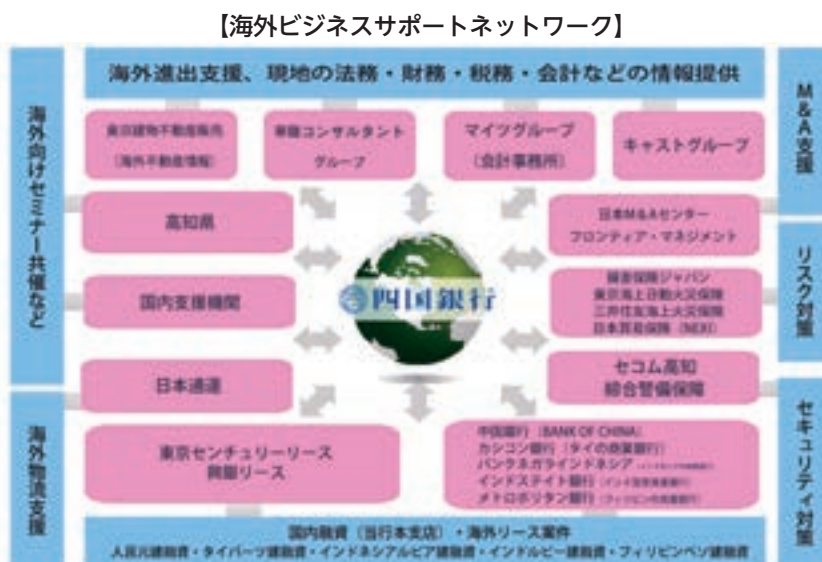 【海外ビジネスサポートネットワーク】
海外進出支援、現地の法務・財務・税務・会計などの情報提供
海外向けセミナー共催など
海外物流支援
M&A支援
リスク対策
セキュリティ対策
東京建物不動産販売
(海外不動産情報)
コンサルタント
グループ
マイツグループ
(会計事務所)
キャストグループ
高知県
国内支援機関
日本通運
東京センチュリーリース
興銀リース
四国銀行
日本M&Aセンター
フロンティア・マネジメント
損害保険ジャパン
東京海上日動火災保険
三井住友海上火災保険
日本貿易保険(NEXI)
セコム高知
綜合警備保障
中国銀行(BANK OF CHINA)
カシコン銀行(タイの商業銀行)
バンクネガラインドネシア
インドステイト銀行
メトロポリタン銀行
国内融資(当行本支店)・海外リース案件
人民元建融資・タイバーツ建融資・インドネシアルピア建融資・インドルピー建融資・フィリピンペソ建融資